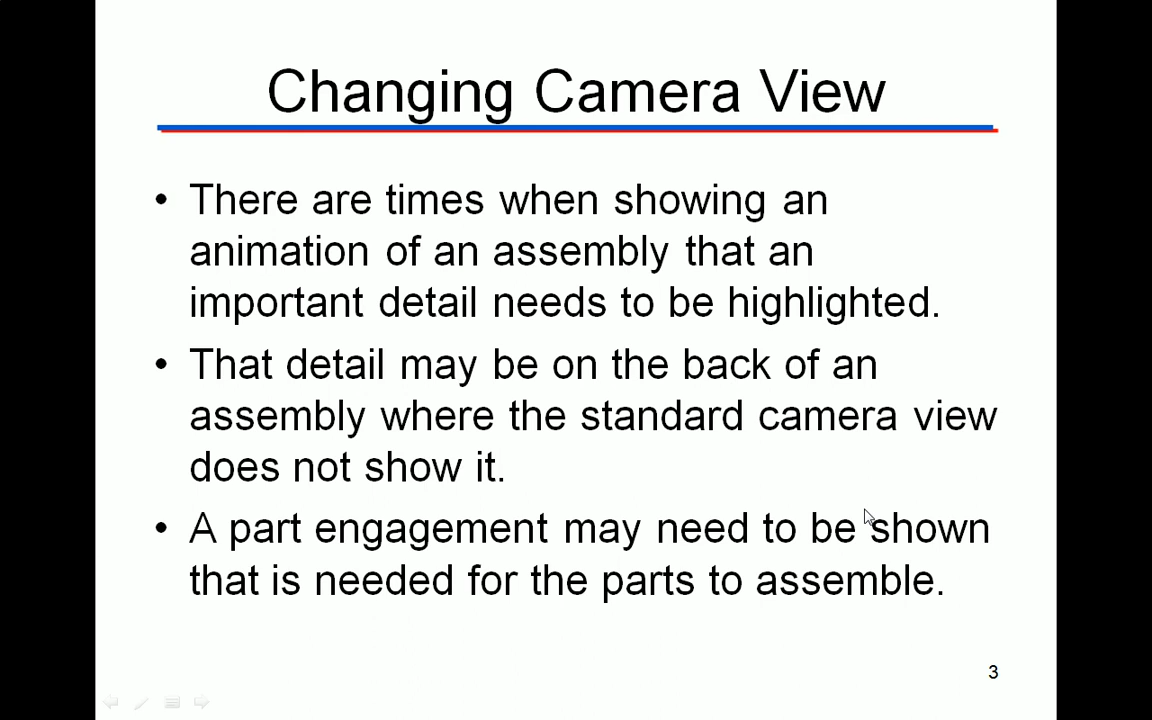 Changing Camera View
• There are times when showing an
animation of an assembly that an
important detail needs to be highlighted.
• That detail may be on the back of an
assembly where the standard camera view
does not show it.
• A part engagement may need to be shown
that is needed for the parts to assemble.
3